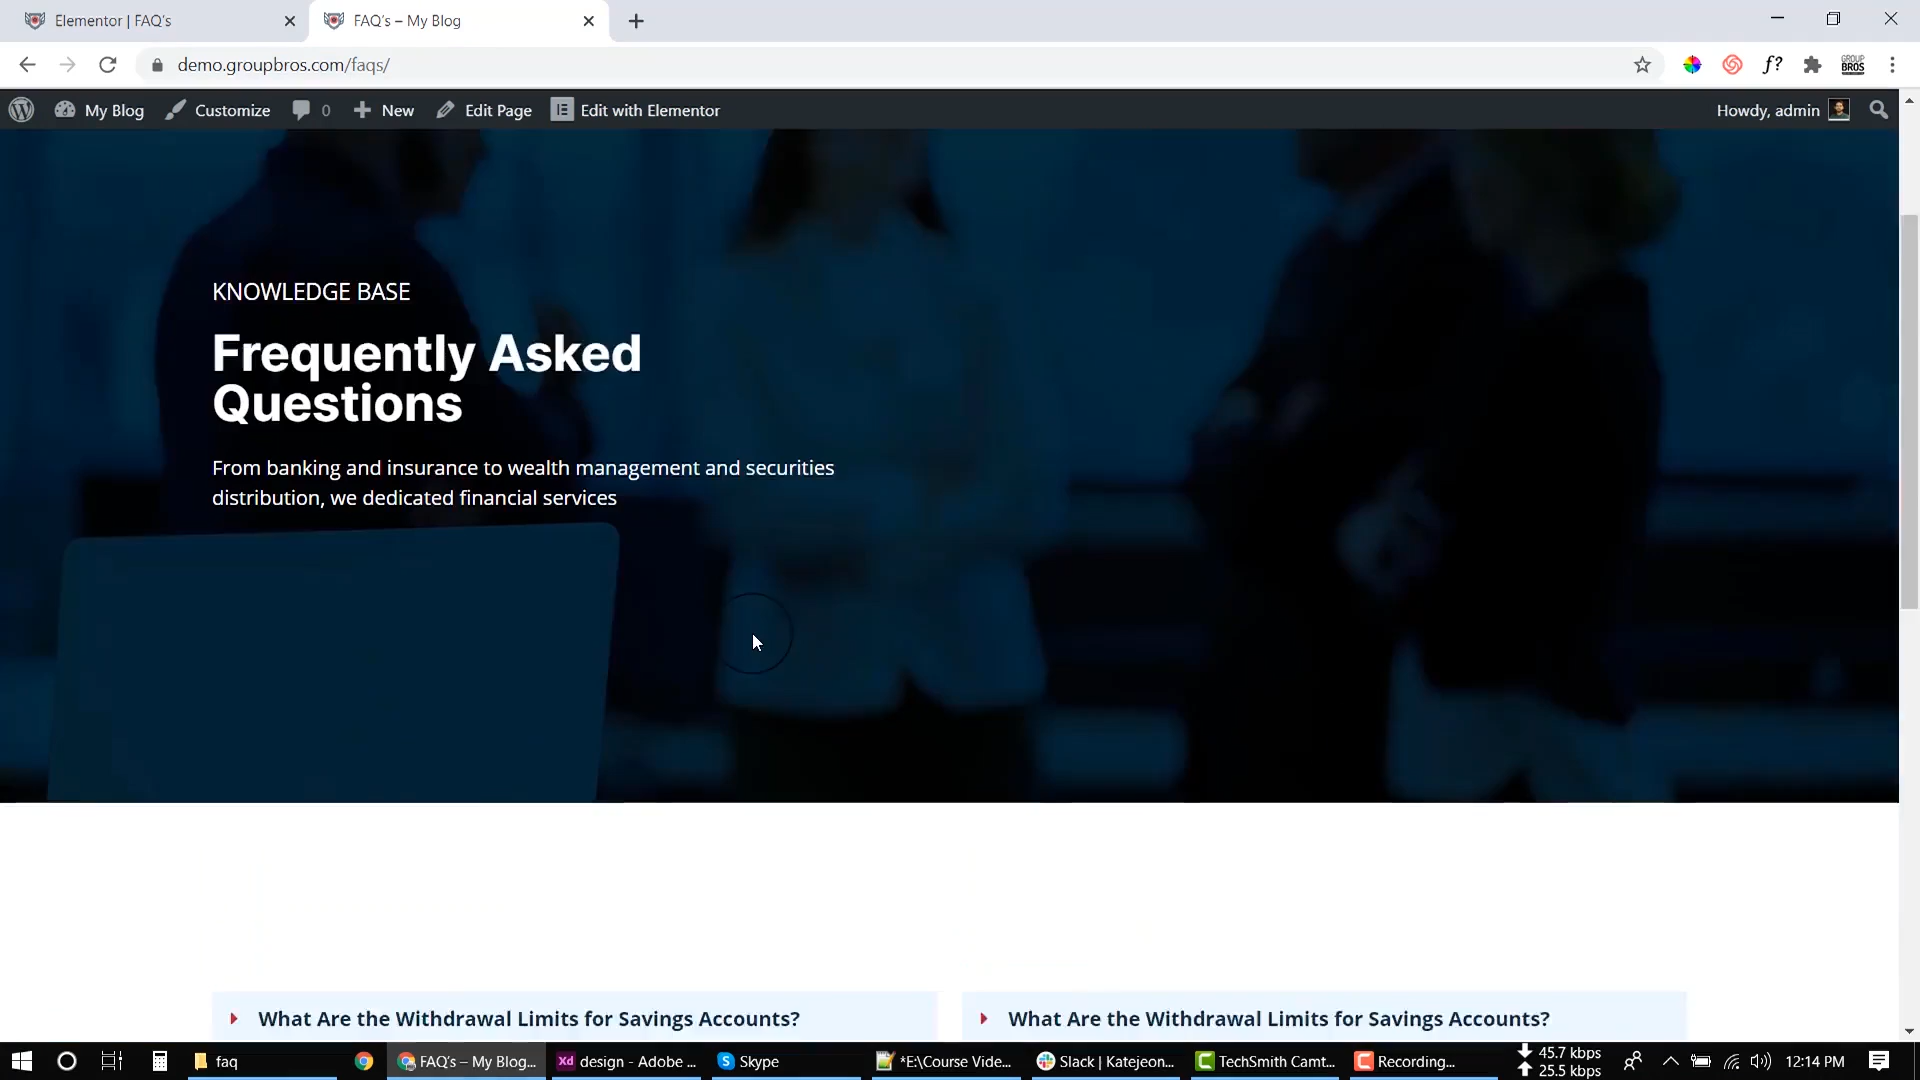 Elementor | FAQ's
FAQ's – My Blog
demo.groupbros.com/faqs/
f?
GROUP
BROS
My Blog
Customize
0
New
Edit Page
Edit with Elementor
Howdy, admin
KNOWLEDGE BASE
Frequently Asked
Questions
From banking and insurance to wealth management and securities
distribution, we dedicated financial services
What Are the Withdrawal Limits for Savings Accounts?
What Are the Withdrawal Limits for Savings Accounts?
faq
FAQ's – My Blog...
Xd
design - Adobe ...
Skype
*E:\Course Vide...
Slack | Katejeon...
TechSmith Camt...
Recording...
45.7 kbps
25.5 kbps
12:14 PM